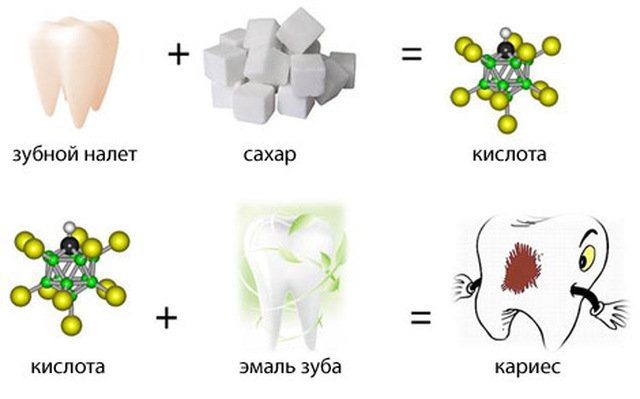 + =
зубной налет сахар кислота
+ =
кислота эмаль зуба кариес